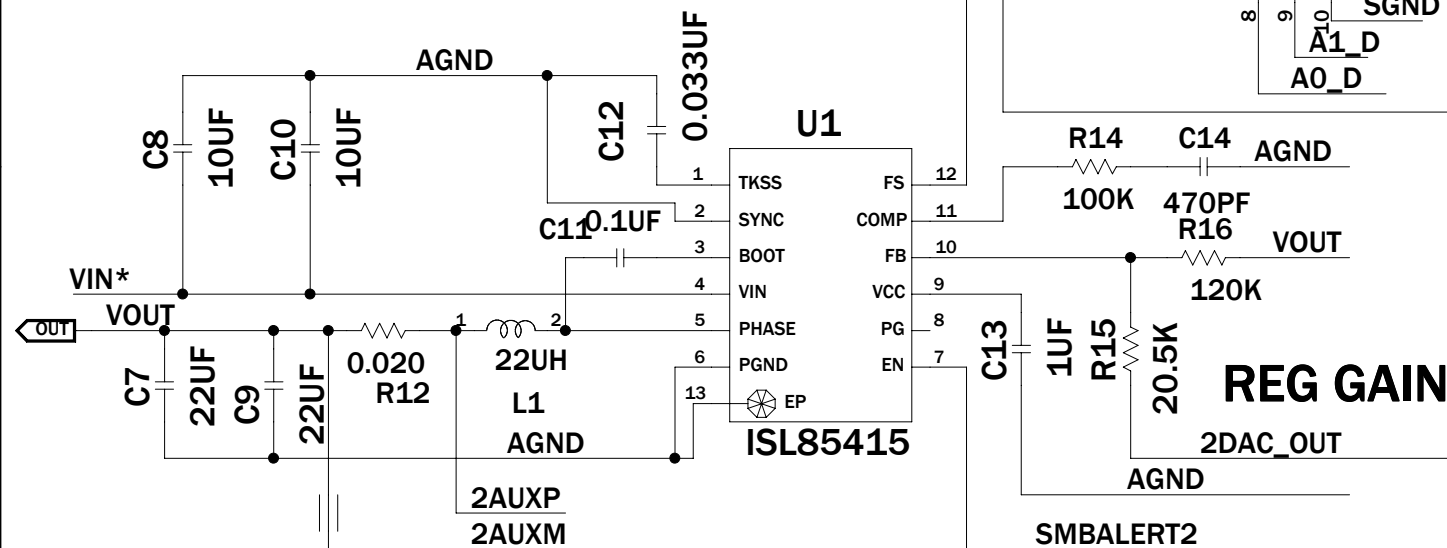 SGND
8
9
10
A1_D
A0_D
AGND
C8
10UF
C10
10UF
C12
0.033UF
U1
R14
C14
AGND
100K
470PF
1
TKSS
FS
12
2
SYNC
COMP
11
C11
0.1UF
3
BOOT
FB
10
R16
VOUT
120K
VIN*
4
VIN
VCC
9
OUT
VOUT
1
2
5
PHASE
PG
8
0.020
R12
22UH
L1
6
PGND
EN
7
13
EP
C7
22UF
C9
22UF
C13
1UF
R15
20.5K
REG GAIN
AGND
ISL85415
2DAC_OUT
AGND
2AUXP
2AUXM
SMBALERT2